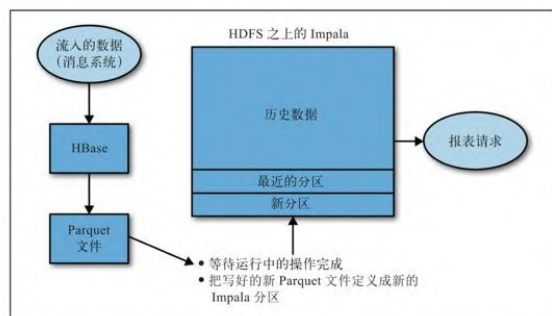 HDFS 之上的 Impala
流入的数据
(消息系统)
HBase
Parquet
文件
历史数据
最近的分区
新分区
报表请求
• 等待运行中的操作完成
• 把写好的新 Parquet 文件定义成新的
Impala 分区